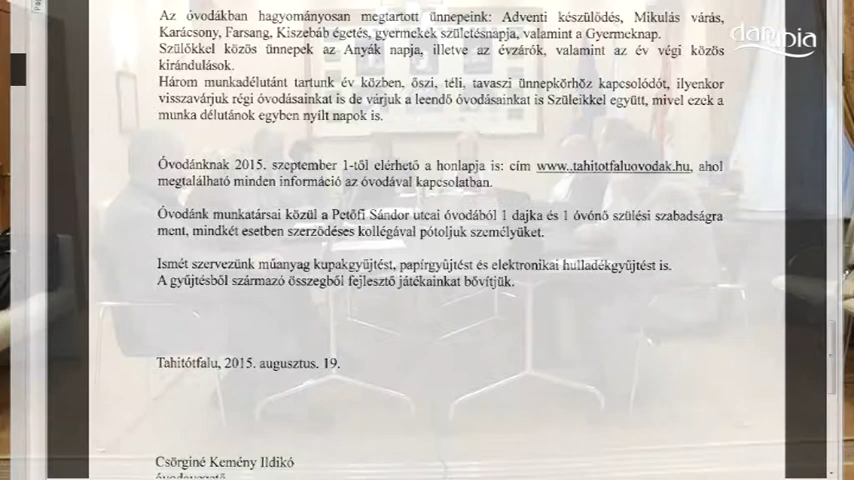 Az óvodákban hagyományosan megtartott ünnepeink: Adventi készülődés, Mikulás várás,
Karácsony, Farsang, Kiszebáb égetés, gyermekek születésnapja, valamint a Gyermeknap.
Szülőkkel közös ünnepek az Anyák napja, illetve az évzárók, valamint az év végi közös
kirándulások.
Három munkadélutánt tartunk év közben, őszi, téli, tavaszi ünnepkörhöz kapcsolódót, ilyenkor
visszavárjuk régi óvodásainkat is de várjuk a leendő óvodásainkat is Szüleikkel együtt, mivel ezek a
munka délutánok egyben nyílt napok is.
Óvodánknak 2015. szeptember 1-től elérhető a honlapja is: cím www..tahitotfaluovodak.hu, ahol
megtalálható minden információ az óvodával kapcsolatban.
Óvodánk munkatársai közül a Petőfi Sándor utcai óvodából 1 dajka és 1 óvónő szülési szabadságra
ment, mindkét esetben szerződéses kollégával pótoljuk személyüket.
Ismét szervezünk műanyag kupakgyűjtést, papírgyűjtést és elektronikai hulladékgyűjtést is.
A gyűjtésből származó összegből fejlesztő játékainkat bővítjük.
Tahitótfalu, 2015. augusztus. 19.
Csörginé Kemény Ildikó
óvodavezető
danubia